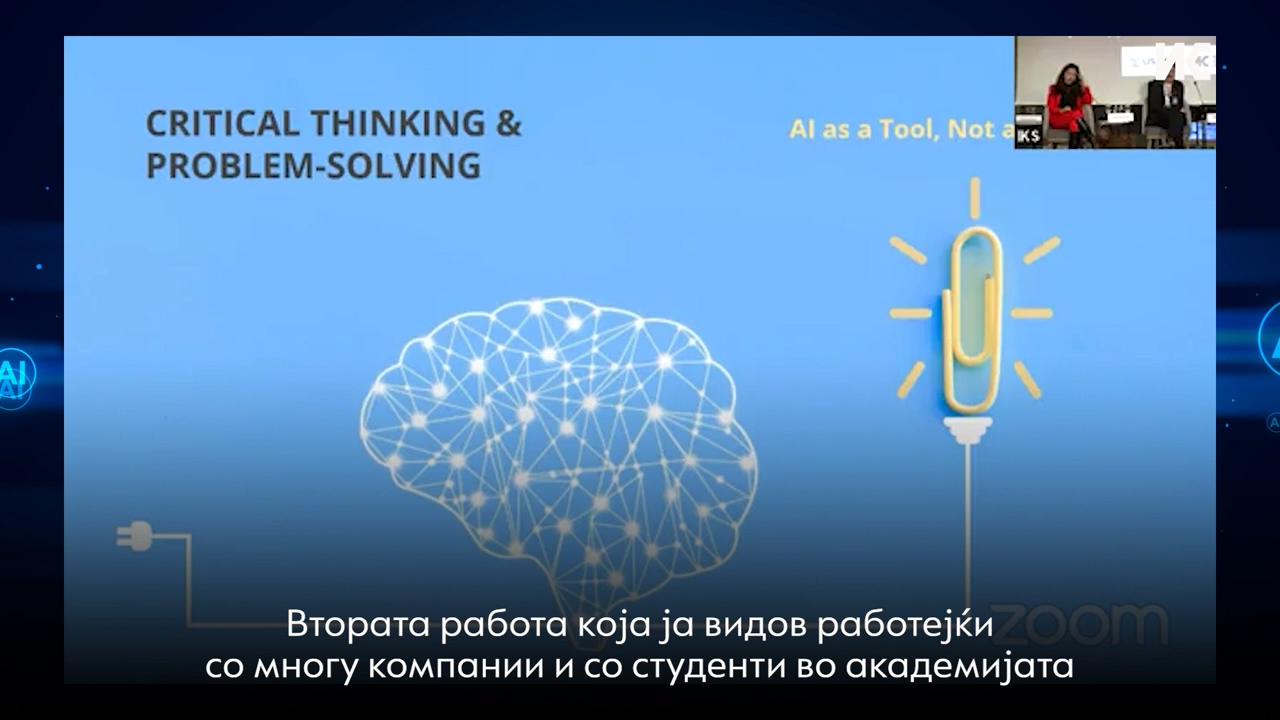 CRITICAL THINKING &
PROBLEM-SOLVING
AI as a Tool, Not a
AI
AI
zoom
Втората работа која ја видов работејќи
со многу компании и со студенти во академијата